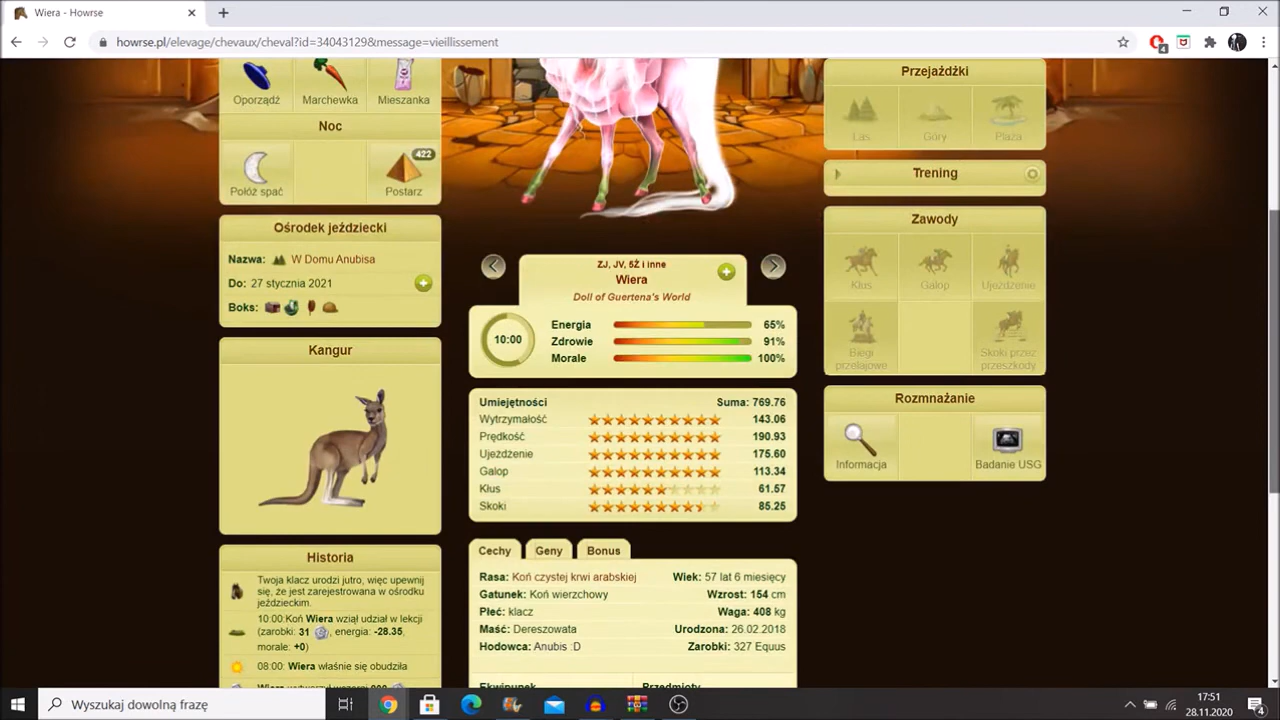 Wiera - Howrse
howrse.pl/elevage/chevaux/cheval?id=34043129&message=vieillissement
4
Oporządź
Marchewka
Mieszanka
Noc
422
Połóż spać
Postarz
Ośrodek jeździecki
Nazwa: W Domu Anubisa
Do: 27 stycznia 2021
Boks:
Kangur
Historia
Twoja klacz urodzi jutro, więc upewnij
się, że jest zarejestrowana w ośrodku
jeździeckim.
10:00:Koń Wiera wziął udział w lekcji
(zarobki: 31 , energia: -28.35,
morale: +0)
08:00: Wiera właśnie się obudziła
ZJ, JV, 5Ż i inne
Wiera
Doll of Guertena's World
10:00
Energia 65%
Zdrowie 91%
Morale 100%
Umiejętności Suma: 769.76
Wytrzymałość 143.06
Prędkość 190.93
Ujeżdżenie 175.60
Galop 113.34
Kłus 61.57
Skoki 85.25
Cechy Geny Bonus
Rasa: Koń czystej krwi arabskiej Wiek: 57 lat 6 miesięcy
Gatunek: Koń wierzchowy Wzrost: 154 cm
Płeć: klacz Waga: 408 kg
Maść: Dereszowata Urodzona: 26.02.2018
Hodowca: Anubis :D Zarobki: 327 Equus
Ekwipunek Przedmioty
Przejażdżki
Las Góry Plaża
Trening
Zawody
Kłus Galop Ujeżdżenie
Biegi
przełajowe
Skoki przez
przeszkody
Rozmnażanie
Informacja Badanie USG
Wyszukaj dowolną frazę
17:51
28.11.2020
4